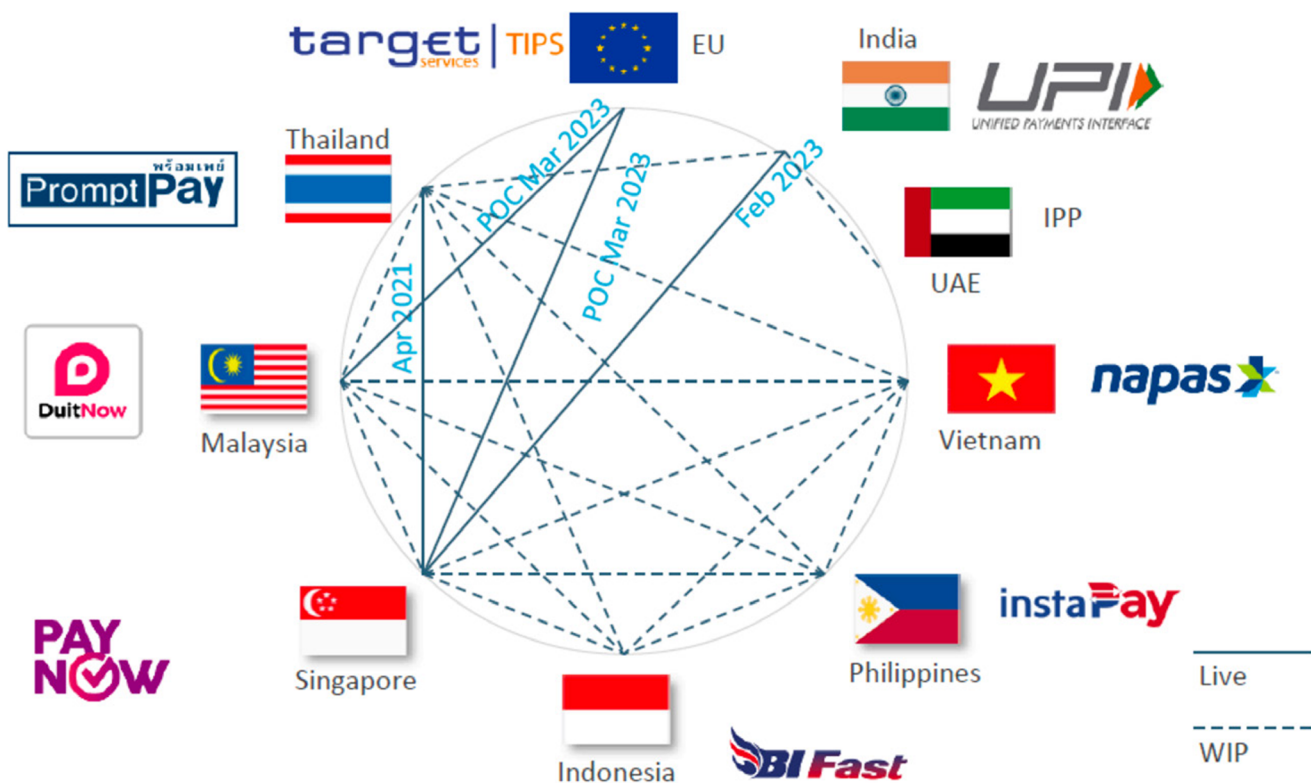 target
services
TIPS
EU
India
UPI
UNIFIED PAYMENTS INTERFACE
Thailand
พร้อมเพย์
Prompt Pay
POC Mar 2023
POC Mar 2023
Feb 2023
IPP
UAE
Apr 2021
DuitNow
Malaysia
napas
Vietnam
PAY
NOW
Singapore
instaPay
Philippines
Indonesia
BI Fast
Live
WIP